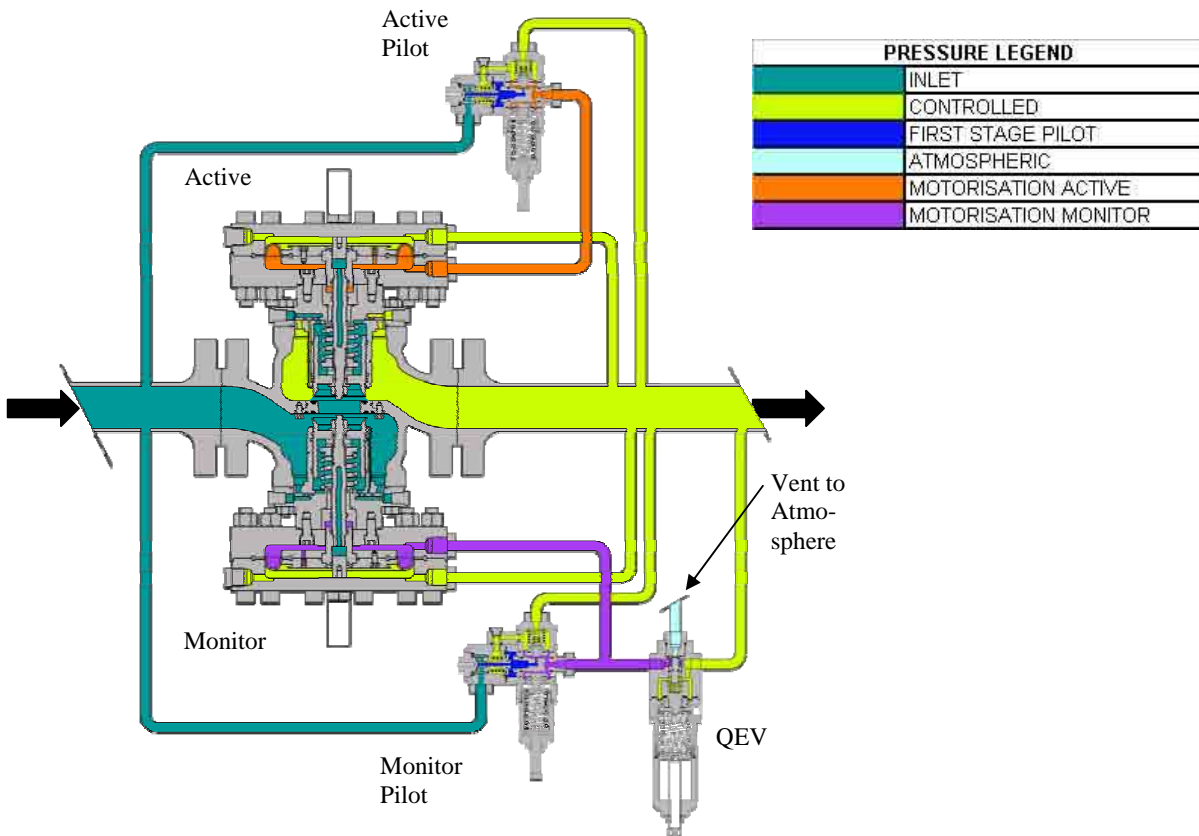 Active
Pilot
PRESSURE LEGEND
INLET
CONTROLLED
FIRST STAGE PILOT
ATMOSPHERIC
MOTORISATION ACTIVE
MOTORISATION MONITOR
Active
Vent to
Atmo-
sphere
Monitor
QEV
Monitor
Pilot